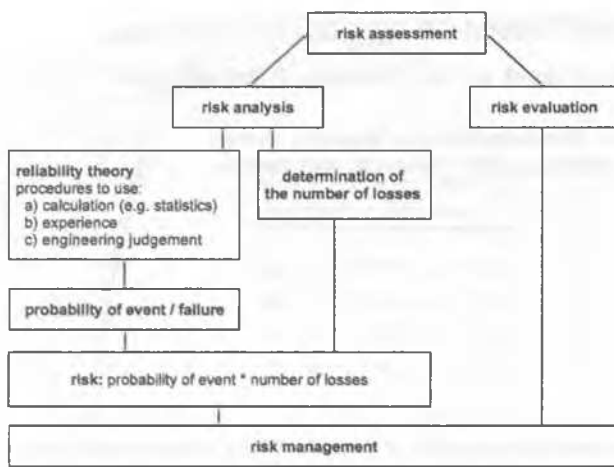 risk assessment
risk analysis
risk evaluation
reliability theory
procedures to use:
a) calculation (e.g. statistics)
b) experience
c) engineering judgement
determination of
the number of losses
probability of event / failure
risk: probability of event * number of losses
risk management